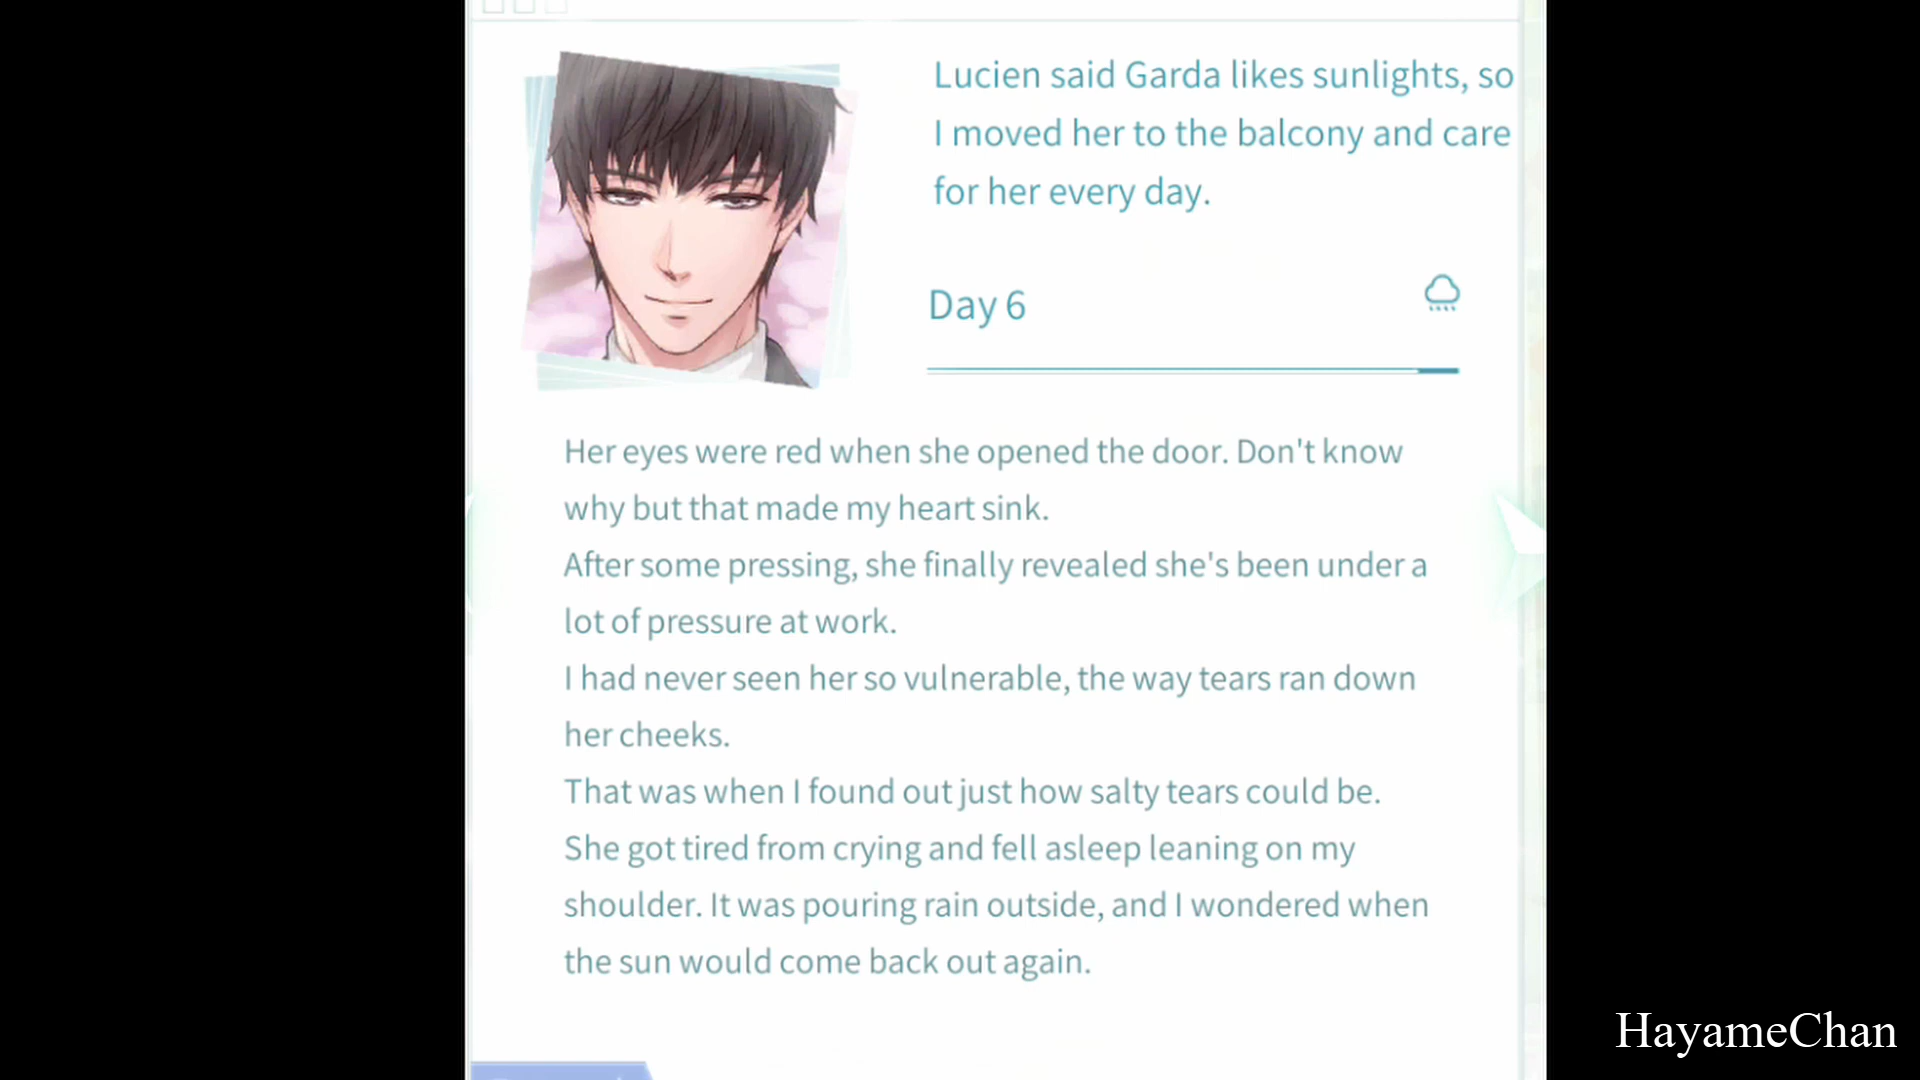 Lucien said Garda likes sunlights, so
I moved her to the balcony and care
for her every day.
Day 6
Her eyes were red when she opened the door. Don't know
why but that made my heart sink.
After some pressing, she finally revealed she's been under a
lot of pressure at work.
I had never seen her so vulnerable, the way tears ran down
her cheeks.
That was when I found out just how salty tears could be.
She got tired from crying and fell asleep leaning on my
shoulder. It was pouring rain outside, and I wondered when
the sun would come back out again.
HayameChan